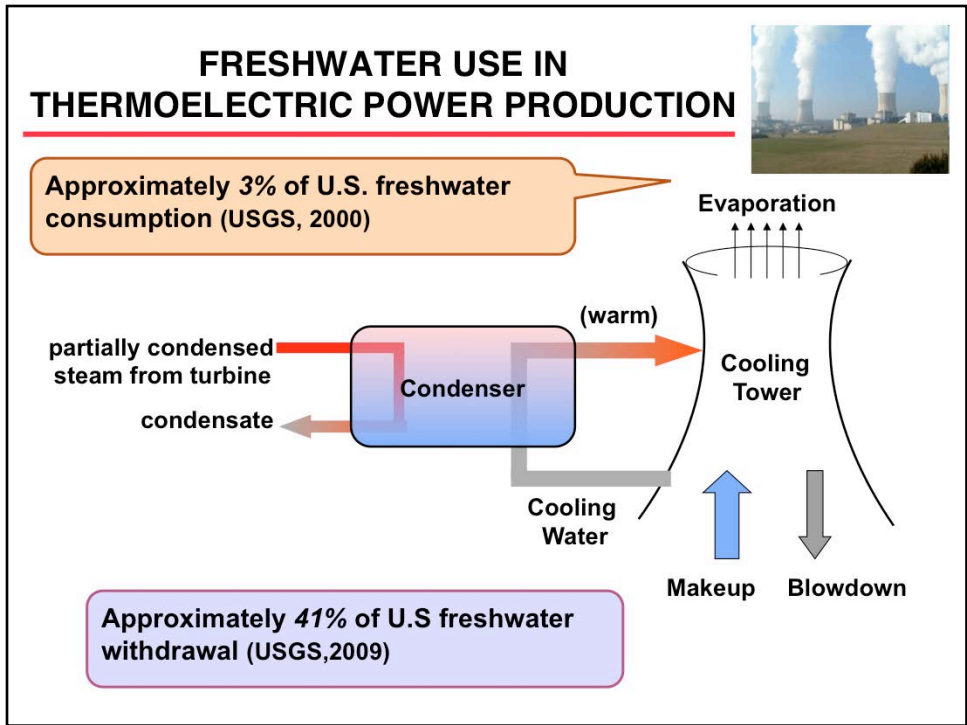 FRESHWATER USE IN
THERMOELECTRIC POWER PRODUCTION
Approximately 3% of U.S. freshwater
consumption (USGS, 2000)
Evaporation
(warm)
partially condensed
steam from turbine
Condenser
Cooling
Tower
condensate
Cooling
Water
Makeup
Blowdown
Approximately 41% of U.S freshwater
withdrawal (USGS,2009)